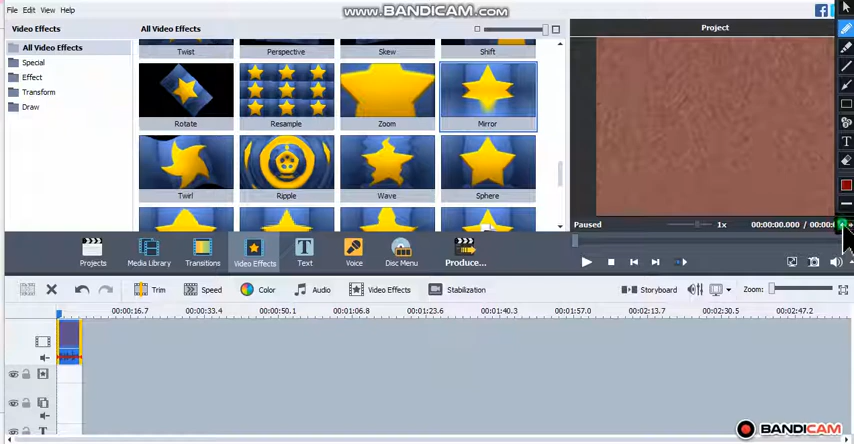 www.BANDICAM.com
File Edit View Help
Video Effects
All Video Effects
Project
All Video Effects
Special
Effect
Transform
Draw
Twist
Perspective
Skew
Shift
Rotate
Resample
Zoom
Mirror
Twirl
Ripple
Wave
Sphere
Paused
1x
00:00:00.000 /
Projects
Media Library
Transitions
Video Effects
Text
Voice
Disc Menu
Produce...
Trim
Speed
Color
Audio
Video Effects
Stabilization
Storyboard
Zoom:
00:00:16.7 00:00:33.4 00:00:50.1 00:01:06.8 00:01:23.6 00:01:40.3 00:01:57.0 00:02:13.7 00:02:30.5 00:02:47.2
BANDICAM